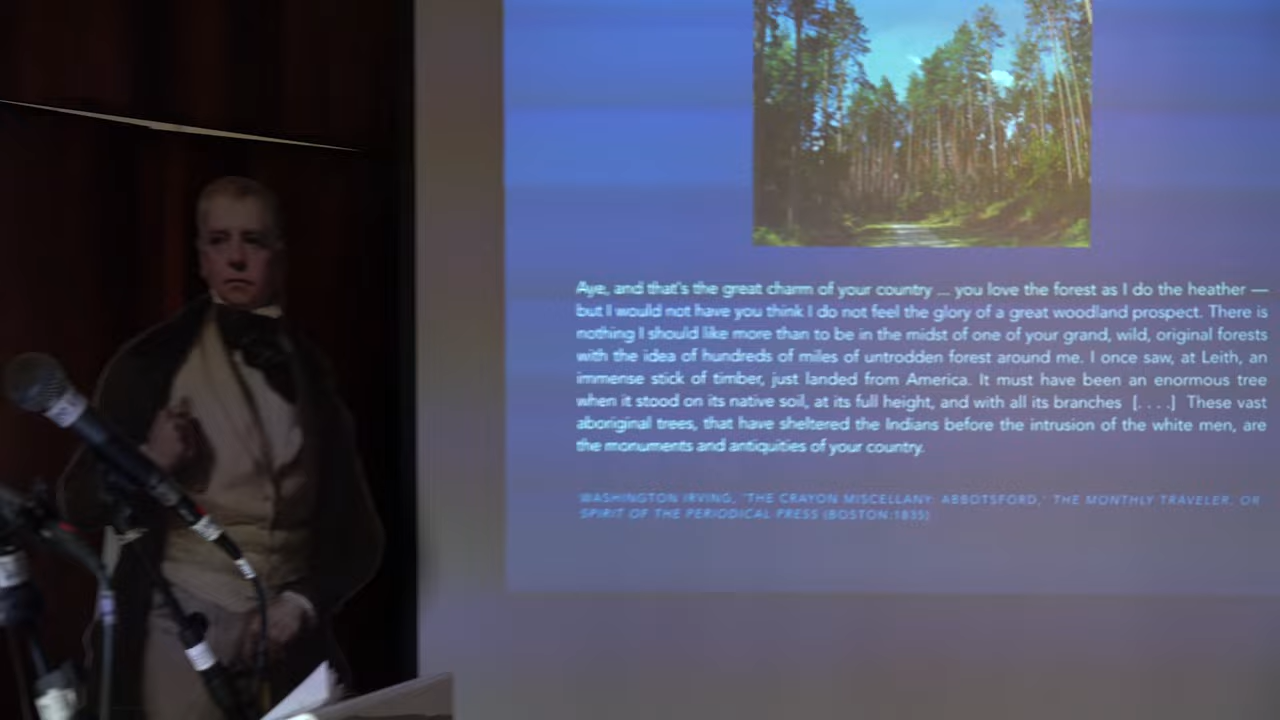 Aye, and that's the great charm of your country ... you love the forest as I do the heather —
but I would not have you think I do not feel the glory of a great woodland prospect. There is
nothing I should like more than to be in the midst of one of your grand, wild, original forests
with the idea of hundreds of miles of untrodden forest around me. I once saw, at Leith, an
immense stick of timber, just landed from America. It must have been an enormous tree
when it stood on its native soil, at its full height, and with all its branches [. . . .] These vast
aboriginal trees, that have sheltered the Indians before the intrusion of the white men, are
the monuments and antiquities of your country.
WASHINGTON IRVING, 'THE CRAYON MISCELLANY: ABBOTSFORD,' THE MONTHLY TRAVELER, OR
SPIRIT OF THE PERIODICAL PRESS (BOSTON:1835)